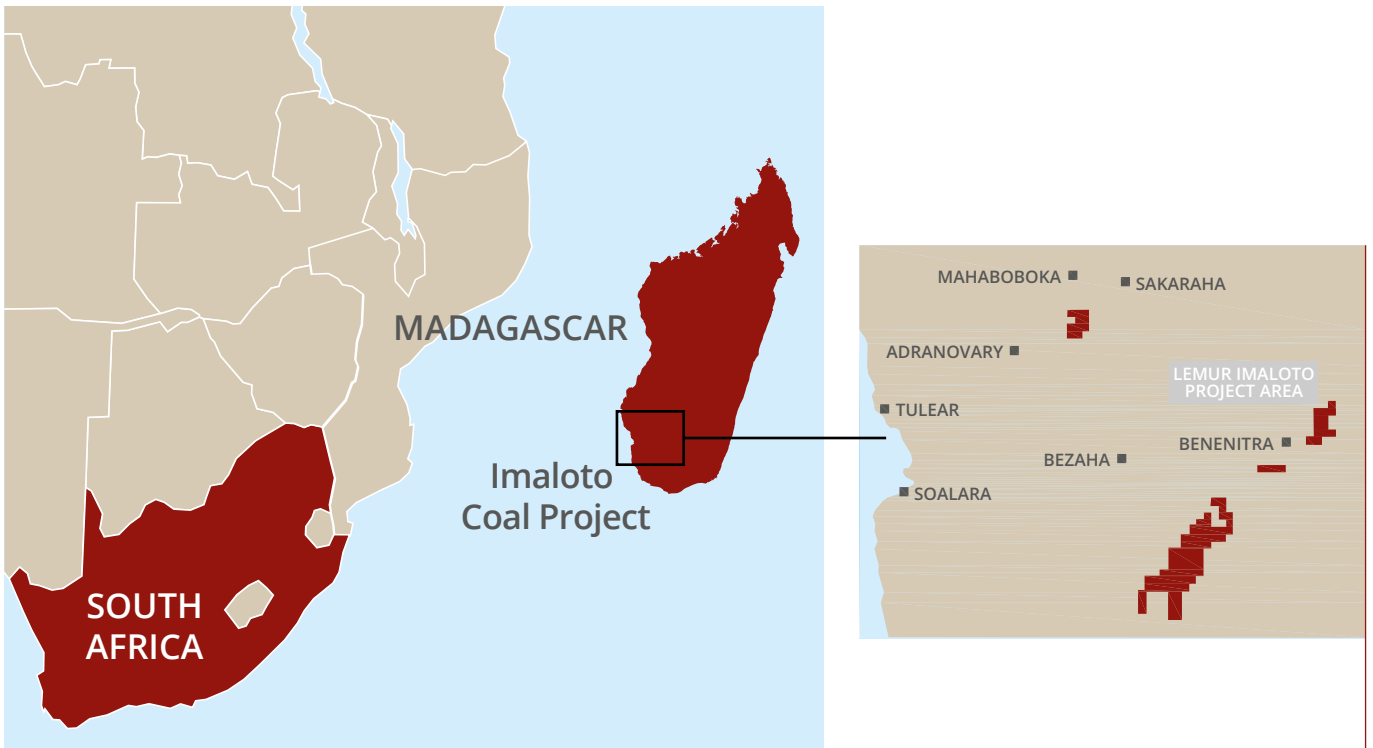 MADAGASCAR
Imaloto
Coal Project
SOUTH
AFRICA
MAHABOBOKA
SAKARAHA
ADRANOVARY
LEMUR IMALOTO
PROJECT AREA
TULEAR
BENENITRA
BEZAHA
SOALARA